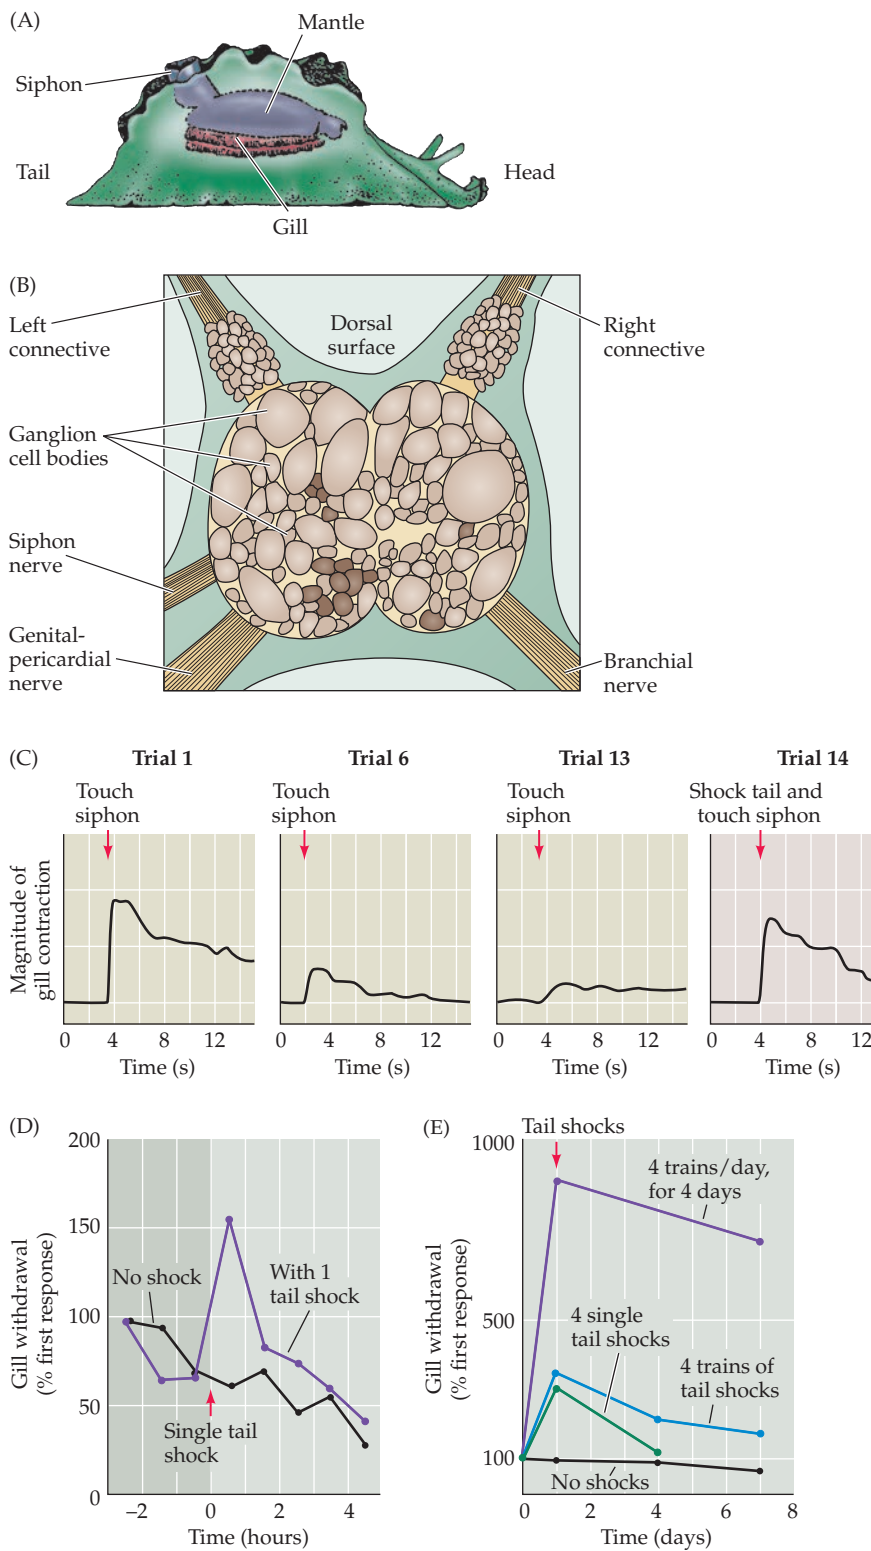 (A)
Mantle
Siphon
Tail
Head
Gill
(B)
Left
connective
Dorsal
surface
Right
connective
Ganglion
cell bodies
Siphon
nerve
Genital-
pericardial
nerve
Branchial
nerve
(C)
Trial 1
Trial 6
Trial 13
Trial 14
Touch
siphon
Touch
siphon
Touch
siphon
Shock tail and
touch siphon
Magnitude of
gill contraction
0 4 8 12
0 4 8 12
0 4 8 12
0 4 8 12
Time (s)
Time (s)
Time (s)
Time (s)
(D)
200
150
100
50
0
Gill withdrawal
(% first response)
No shock
With 1
tail shock
Single tail
shock
−2 0 2 4
Time (hours)
(E)
Tail shocks
1000
500
100
Gill withdrawal
(% first response)
4 trains/day,
for 4 days
4 single
tail shocks
4 trains of
tail shocks
No shocks
0 2 4 6 8
Time (days)